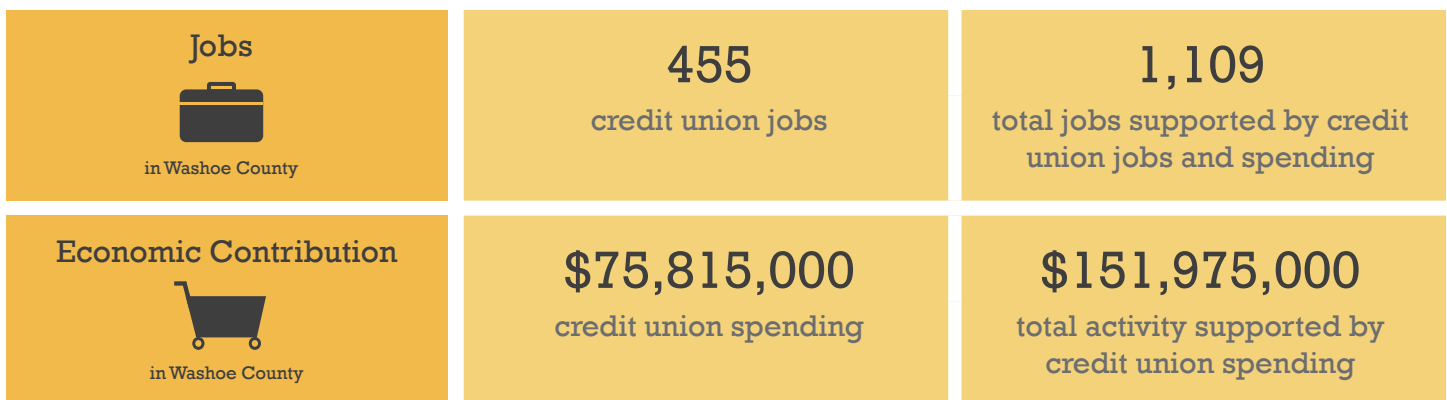 Jobs
in Washoe County
455
credit union jobs
1,109
total jobs supported by credit
union jobs and spending
Economic Contribution
in Washoe County
$75,815,000
credit union spending
$151,975,000
total activity supported by
credit union spending